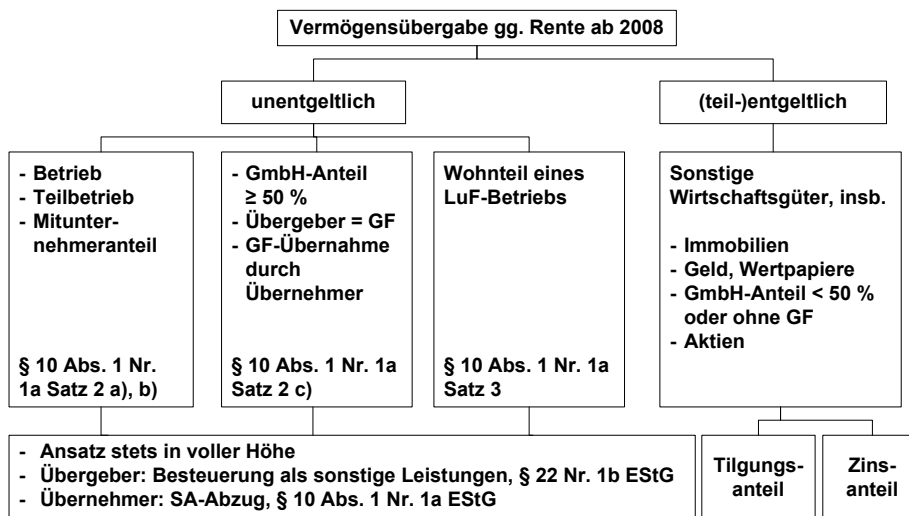 Vermögensübergabe gg. Rente ab 2008
unentgeltlich
(teil-)entgeltlich
- Betrieb
- Teilbetrieb
- Mitunter-
nehmeranteil
§ 10 Abs. 1 Nr.
1a Satz 2 a), b)
- GmbH-Anteil
≥ 50 %
- Übergeber = GF
- GF-Übernahme
durch
Übernehmer
§ 10 Abs. 1 Nr. 1a
Satz 2 c)
Wohnteil eines
LuF-Betriebs
§ 10 Abs. 1 Nr. 1a
Satz 3
Sonstige
Wirtschaftsgüter, insb.
- Immobilien
- Geld, Wertpapiere
- GmbH-Anteil < 50 %
oder ohne GF
- Aktien
- Ansatz stets in voller Höhe
- Übergeber: Besteuerung als sonstige Leistungen, § 22 Nr. 1b EStG
- Übernehmer: SA-Abzug, § 10 Abs. 1 Nr. 1a EStG
Tilgungs-
anteil
Zins-
anteil